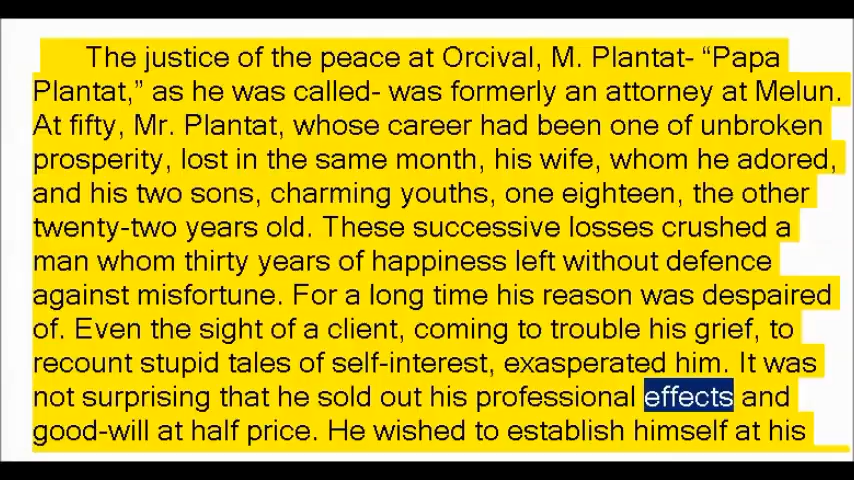 The justice of the peace at Orcival, M. Plantat- “Papa
Plantat,” as he was called- was formerly an attorney at Melun.
At fifty, Mr. Plantat, whose career had been one of unbroken
prosperity, lost in the same month, his wife, whom he adored,
and his two sons, charming youths, one eighteen, the other
twenty-two years old. These successive losses crushed a
man whom thirty years of happiness left without defence
against misfortune. For a long time his reason was despaired
of. Even the sight of a client, coming to trouble his grief, to
recount stupid tales of self-interest, exasperated him. It was
not surprising that he sold out his professional effects and
good-will at half price. He wished to establish himself at his